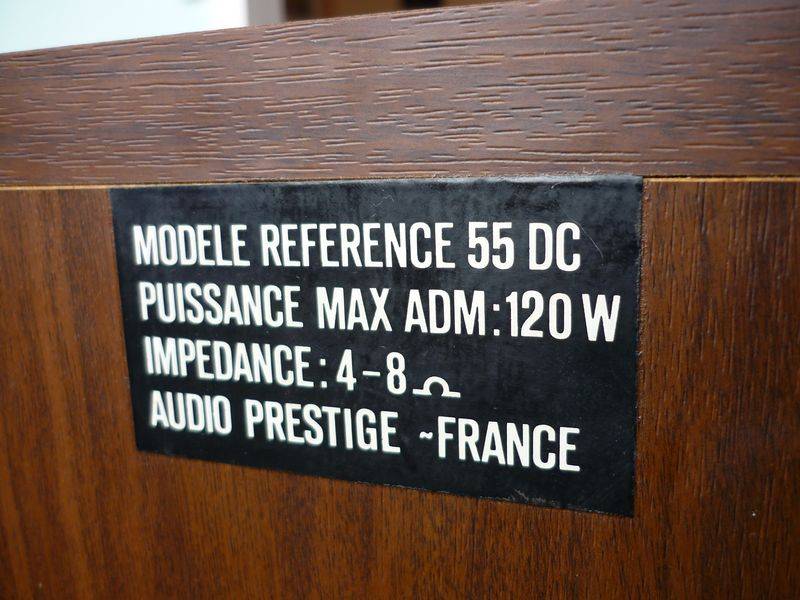 MODELE REFERENCE 55 DC
PUISSANCE MAX ADM:120 W
IMPEDANCE: 4-8 Ω
AUDIO PRESTIGE ~FRANCE